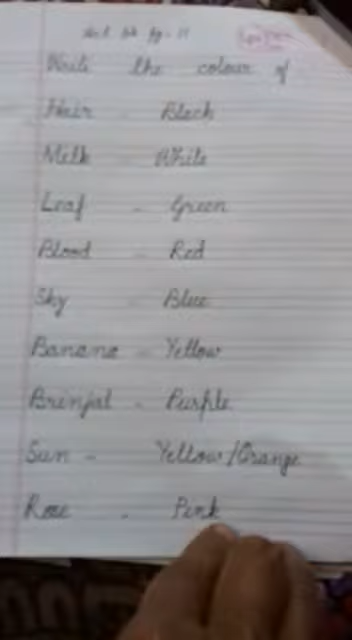 Write the colour of
Hair - Black
Milk - White
Leaf - Green
Blood - Red
Sky - Blue
Banana - Yellow
Brinjal - Purple
Sun - Yellow/Orange
Rose - Pink